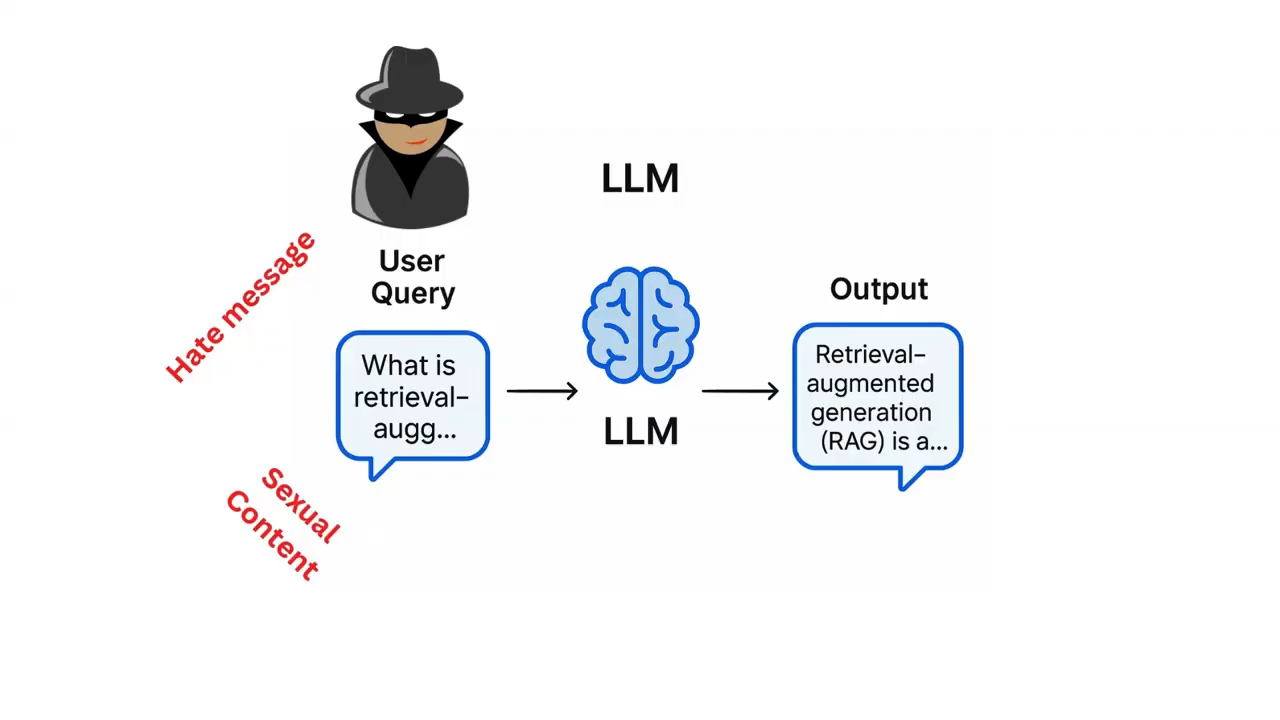 LLM
User
Query
Hate message
What is
retrieval-
augg...
LLM
Output
Retrieval-
augmented
generation
(RAG) is a...
Sexual
Content